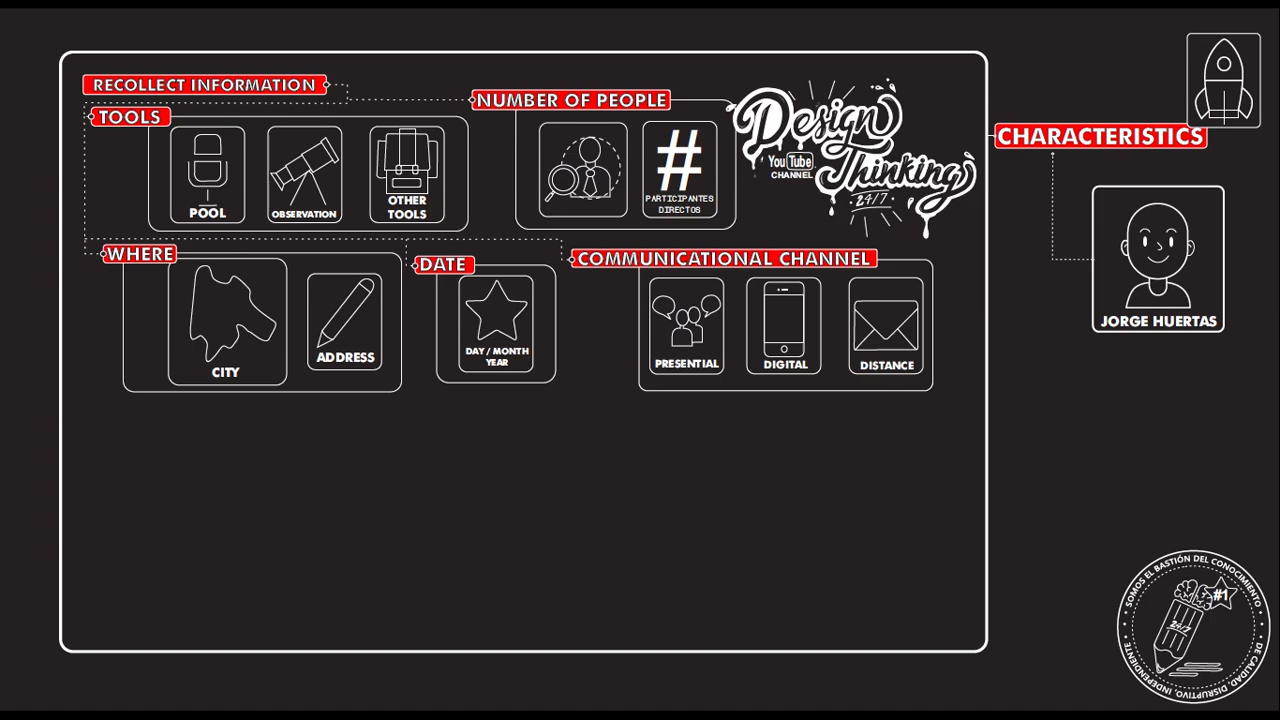 RECOLLECT INFORMATION
TOOLS
POOL
OBSERVATION
OTHER
TOOLS
NUMBER OF PEOPLE
#
PARTICIPANTES
DIRECTOS
Design
Thinking
YouTube
CHANNEL
24/7
CHARACTERISTICS
JORGE HUERTAS
WHERE
CITY
ADDRESS
DATE
DAY / MONTH
YEAR
COMMUNICATIONAL CHANNEL
PRESENTIAL
DIGITAL
DISTANCE
SOMOS EL BASTIÓN DEL CONOCIMIENTO
#1
24/7
DE CALIDAD, DISRUPTIVO, INDEPENDIENTE